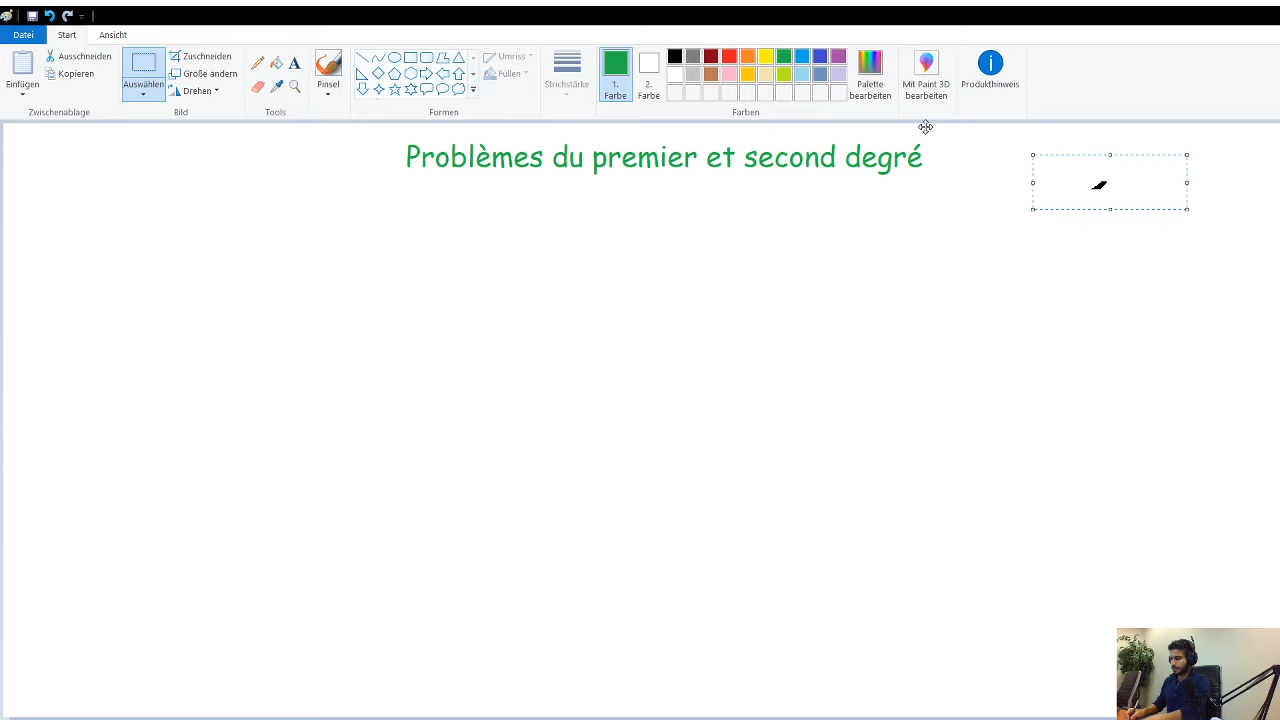 Datei Start Ansicht
Einfügen
Ausschneiden
Zwischenablage
Auswählen
Zuschneiden
Größe ändern
Drehen
Bild
A
Tools
Pinsel
Formen
Umriss
Füllen
Strichstärke
1.
Farbe
2.
Farbe
Farben
Palette
bearbeiten
Mit Paint 3D
bearbeiten
Produkthinweis
Problèmes du premier et second degré